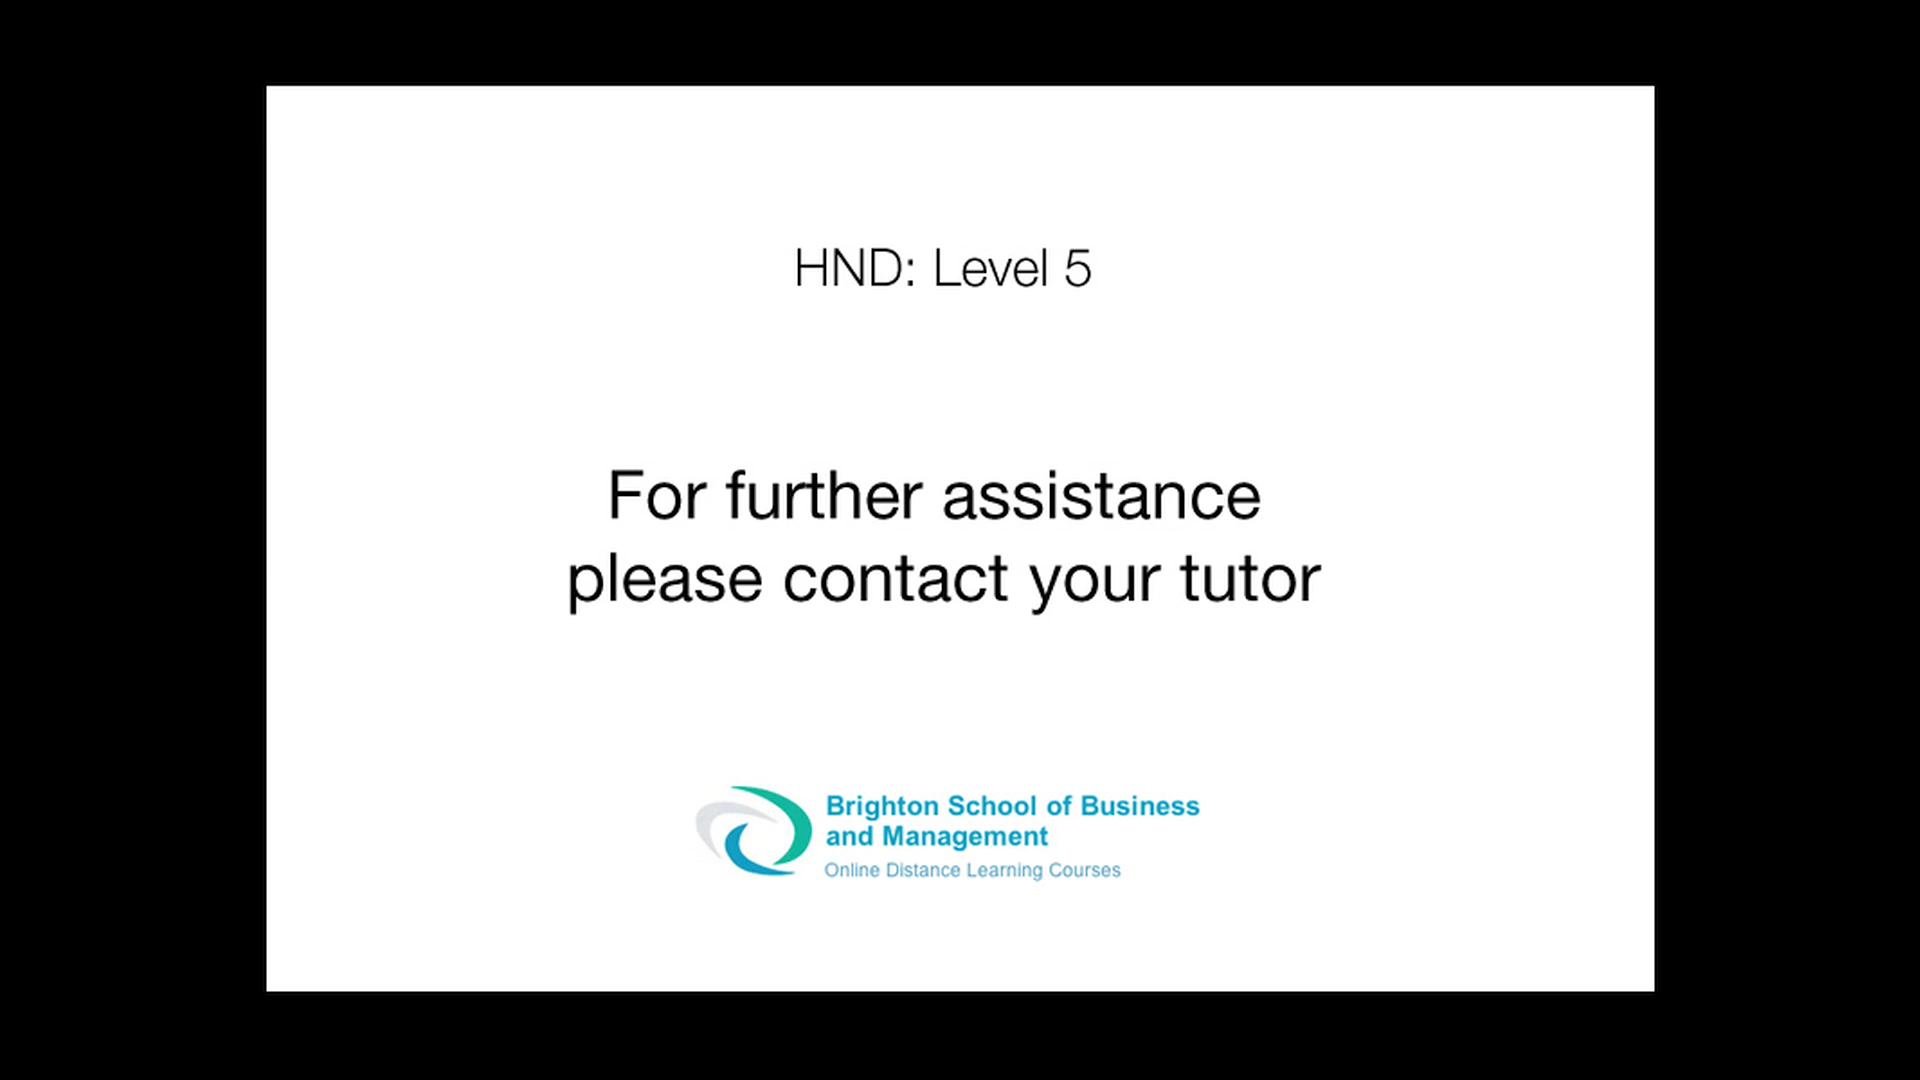 HND: Level 5
For further assistance
please contact your tutor
Brighton School of Business
and Management
Online Distance Learning Courses